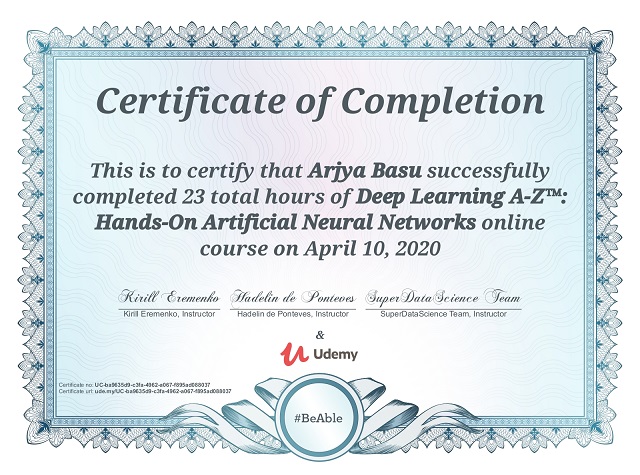 Certificate of Completion
This is to certify that Arjya Basu successfully
completed 23 total hours of Deep Learning A-Z™:
Hands-On Artificial Neural Networks online
course on April 10, 2020
Kirill Eremenko Hadelin de Ponteves SuperDataScience Team
Kirill Eremenko, Instructor Hadelin de Ponteves, Instructor SuperDataScience Team, Instructor
&
Udemy
Certificate no: UC-ba9635d9-c3fa-4962-a067-f895ad088037
Certificate url: ude.my/UC-ba9635d9-c3fa-4962-a067-f895ad088037
#BeAble